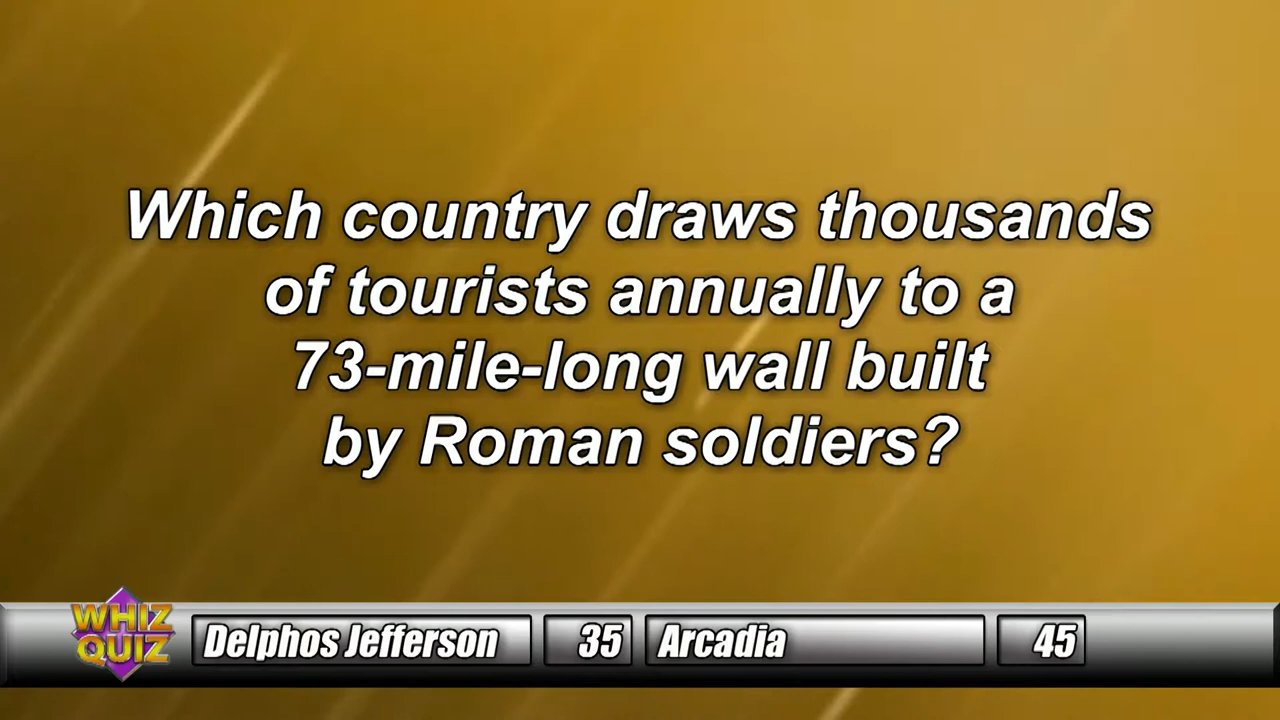 Which country draws thousands
of tourists annually to a
73-mile-long wall built
by Roman soldiers?
WHIZ
QUIZ
Delphos Jefferson 35 Arcadia 45